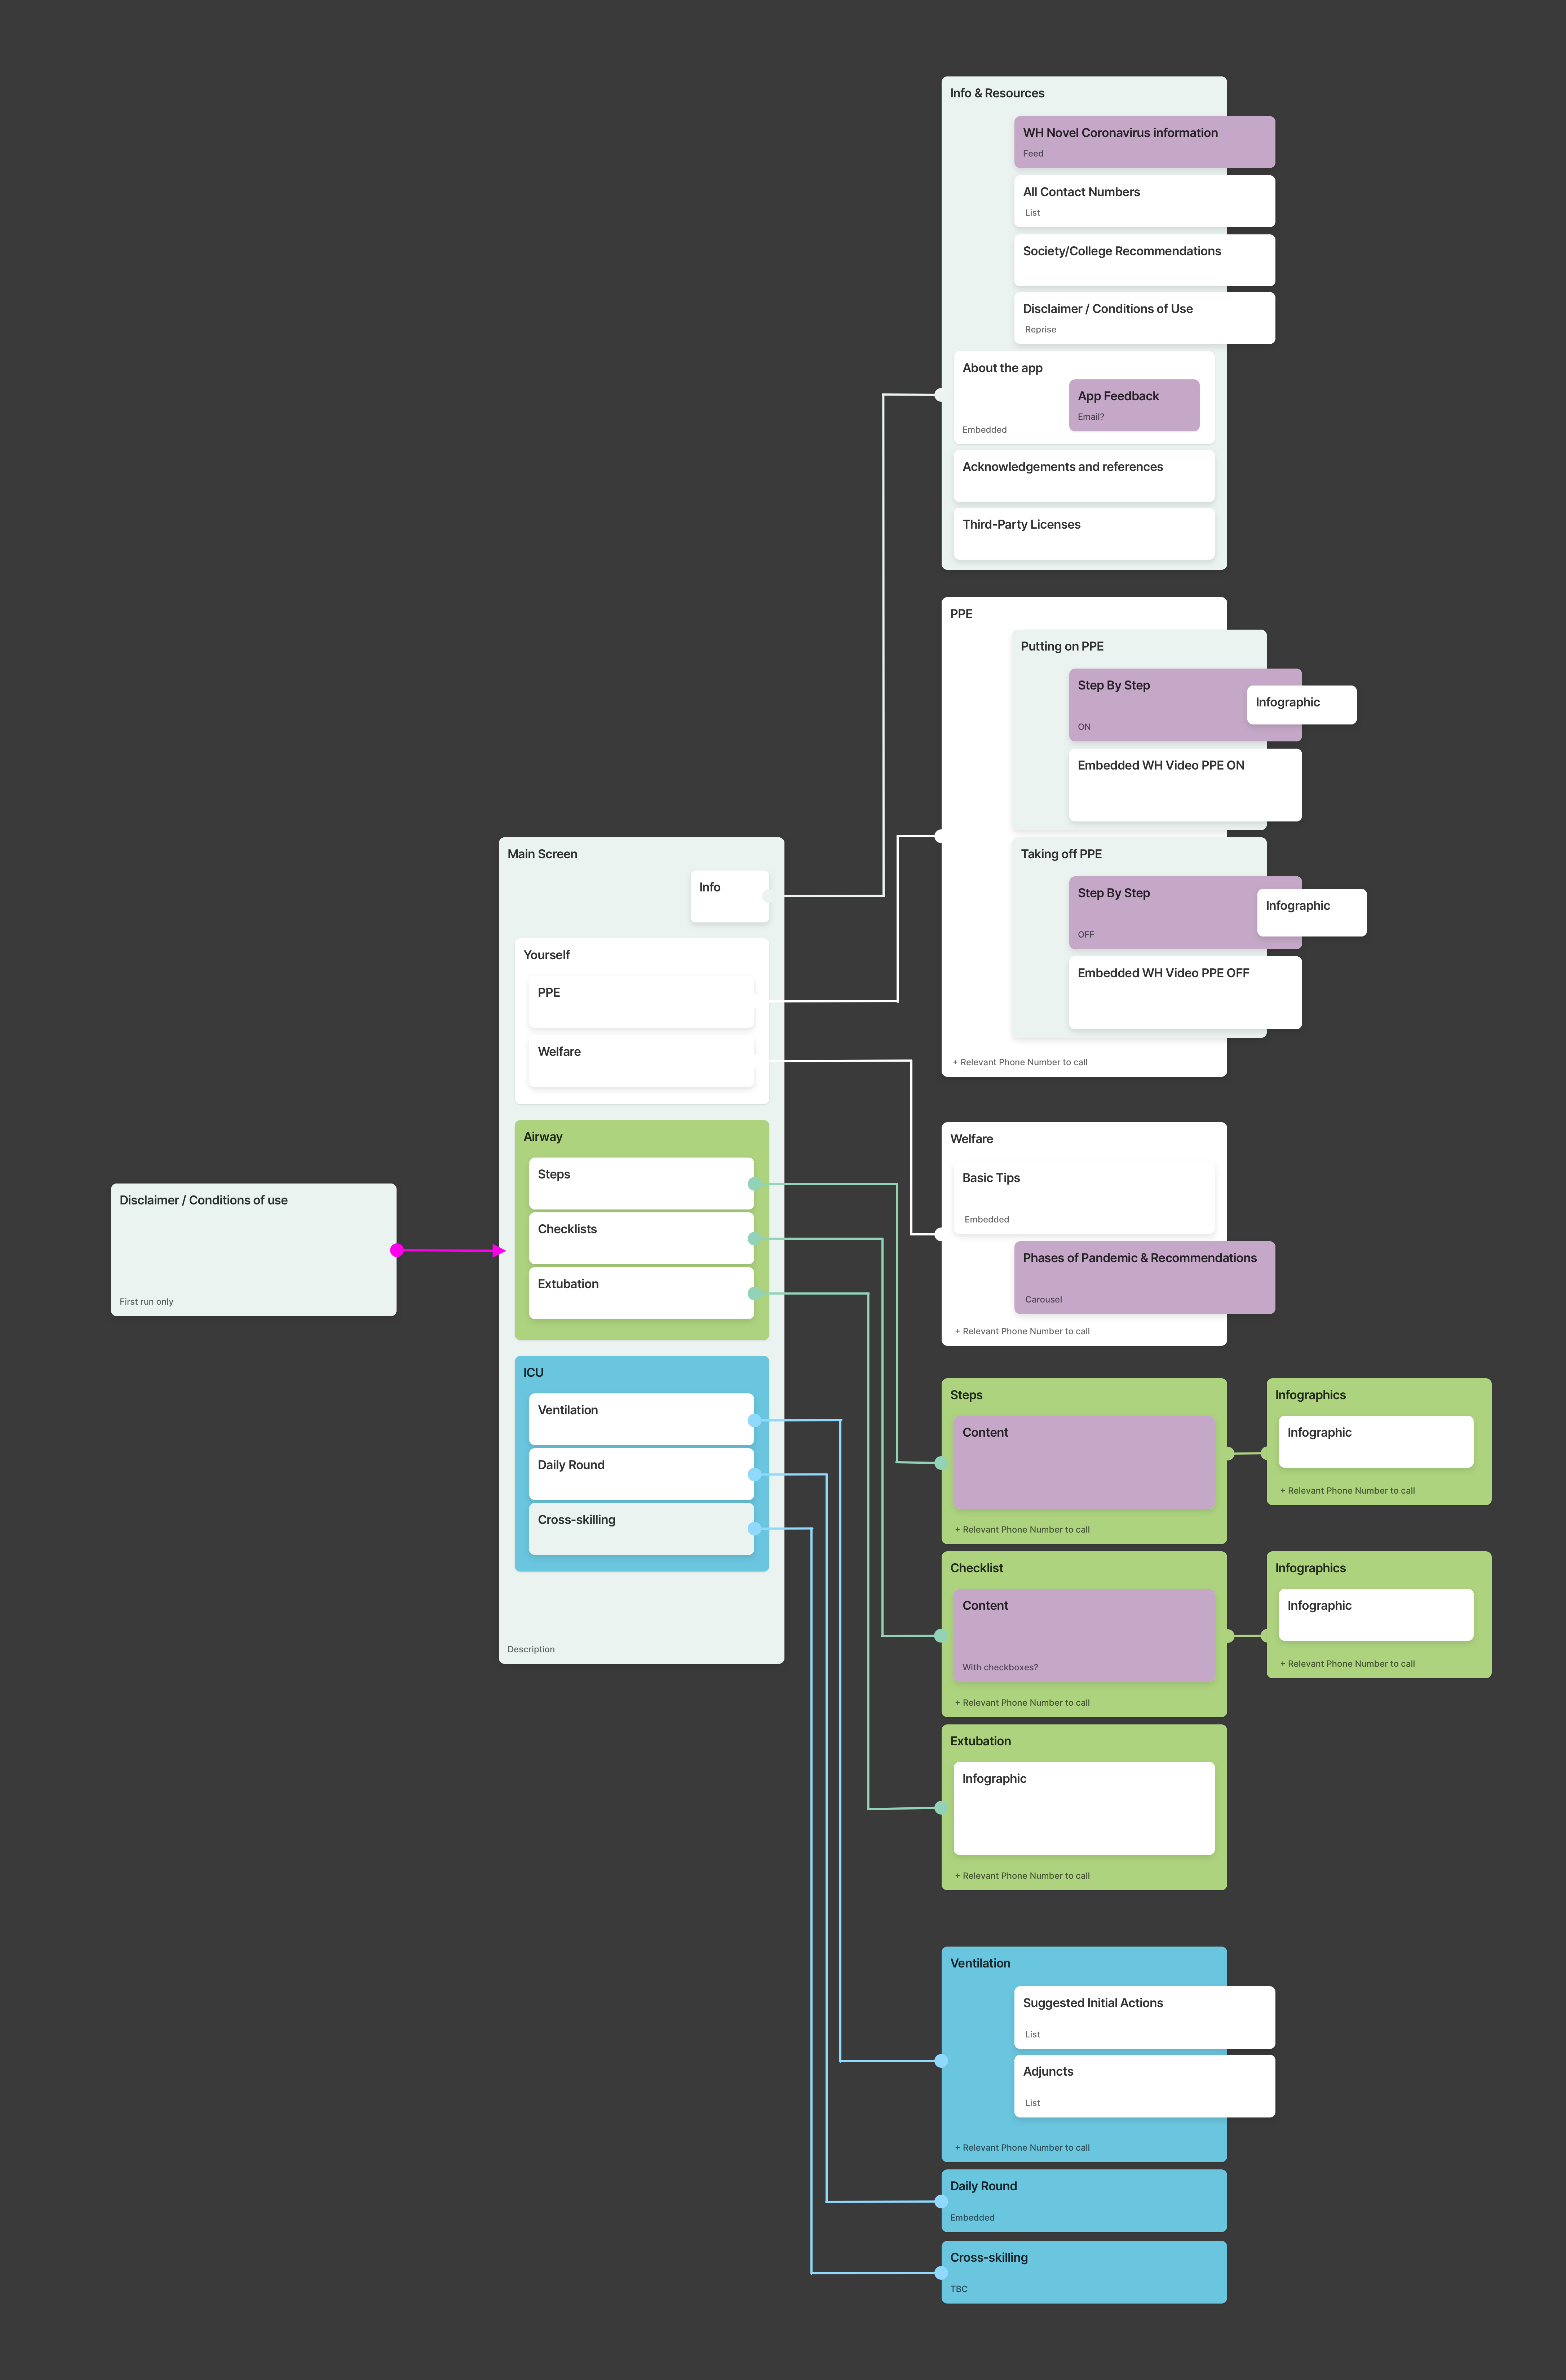 Disclaimer / Conditions of use
First run only
Main Screen
Info
Yourself
PPE
Welfare
Airway
Steps
Checklists
Extubation
ICU
Ventilation
Daily Round
Cross-skilling
Description
Info & Resources
WH Novel Coronavirus information
Feed
All Contact Numbers
List
Society/College Recommendations
Disclaimer / Conditions of Use
Reprise
About the app
App Feedback
Email?
Embedded
Acknowledgements and references
Third-Party Licenses
PPE
Putting on PPE
Step By Step
Infographic
ON
Embedded WH Video PPE ON
Taking off PPE
Step By Step
Infographic
OFF
Embedded WH Video PPE OFF
+ Relevant Phone Number to call
Welfare
Basic Tips
Embedded
Phases of Pandemic & Recommendations
Carousel
+ Relevant Phone Number to call
Steps
Content
+ Relevant Phone Number to call
Infographics
Infographic
+ Relevant Phone Number to call
Checklist
Content
With checkboxes?
+ Relevant Phone Number to call
Infographics
Infographic
+ Relevant Phone Number to call
Extubation
Infographic
+ Relevant Phone Number to call
Ventilation
Suggested Initial Actions
List
Adjuncts
List
+ Relevant Phone Number to call
Daily Round
Embedded
Cross-skilling
TBC